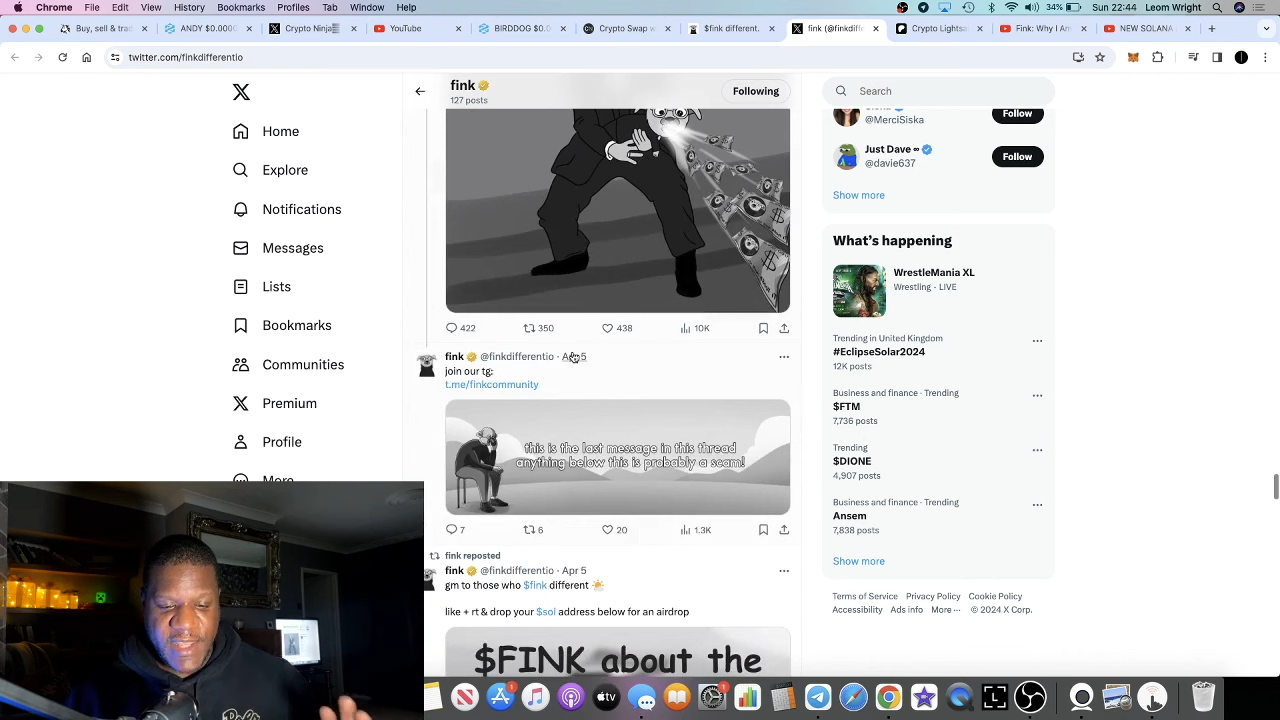 Chrome File Edit View History Bookmarks Profiles Tab Window Help
34% Sun 22:44 Leom Wright
Buy, sell & tra
ANDY $0.000
Crypto Ninja
YouTube
BIRDDOG $0.0
Crypto Swap
$fink different.
fink (@finkdiffe
Crypto Lightsa
Fink: Why I Am
NEW SOLANA
twitter.com/finkdifferentio
Home
Explore
Notifications
Messages
Lists
Bookmarks
Communities
Premium
Profile
More
fink
127 posts
Following
422 350 438 10K
fink @finkdifferentio · Apr 5
join our tg:
t.me/finkcommunity
this is the last message in this thread
anything below this is probably a scam!
7 6 20 1.3K
fink reposted
fink @finkdifferentio · Apr 5
gm to those who $fink different
like + rt & drop your $sol address below for an airdrop
$FINK about the
Search
@MerciSiska
Follow
Just Dave ∞
@davie637
Follow
Show more
What's happening
WrestleMania XL
Wrestling · LIVE
Trending in United Kingdom
#EclipseSolar2024
12K posts
Business and finance · Trending
$FTM
7,736 posts
Trending
$DIONE
4,907 posts
Business and finance · Trending
Ansem
7,838 posts
Show more
Terms of Service Privacy Policy Cookie Policy
Accessibility Ads info More ··· © 2024 X Corp.